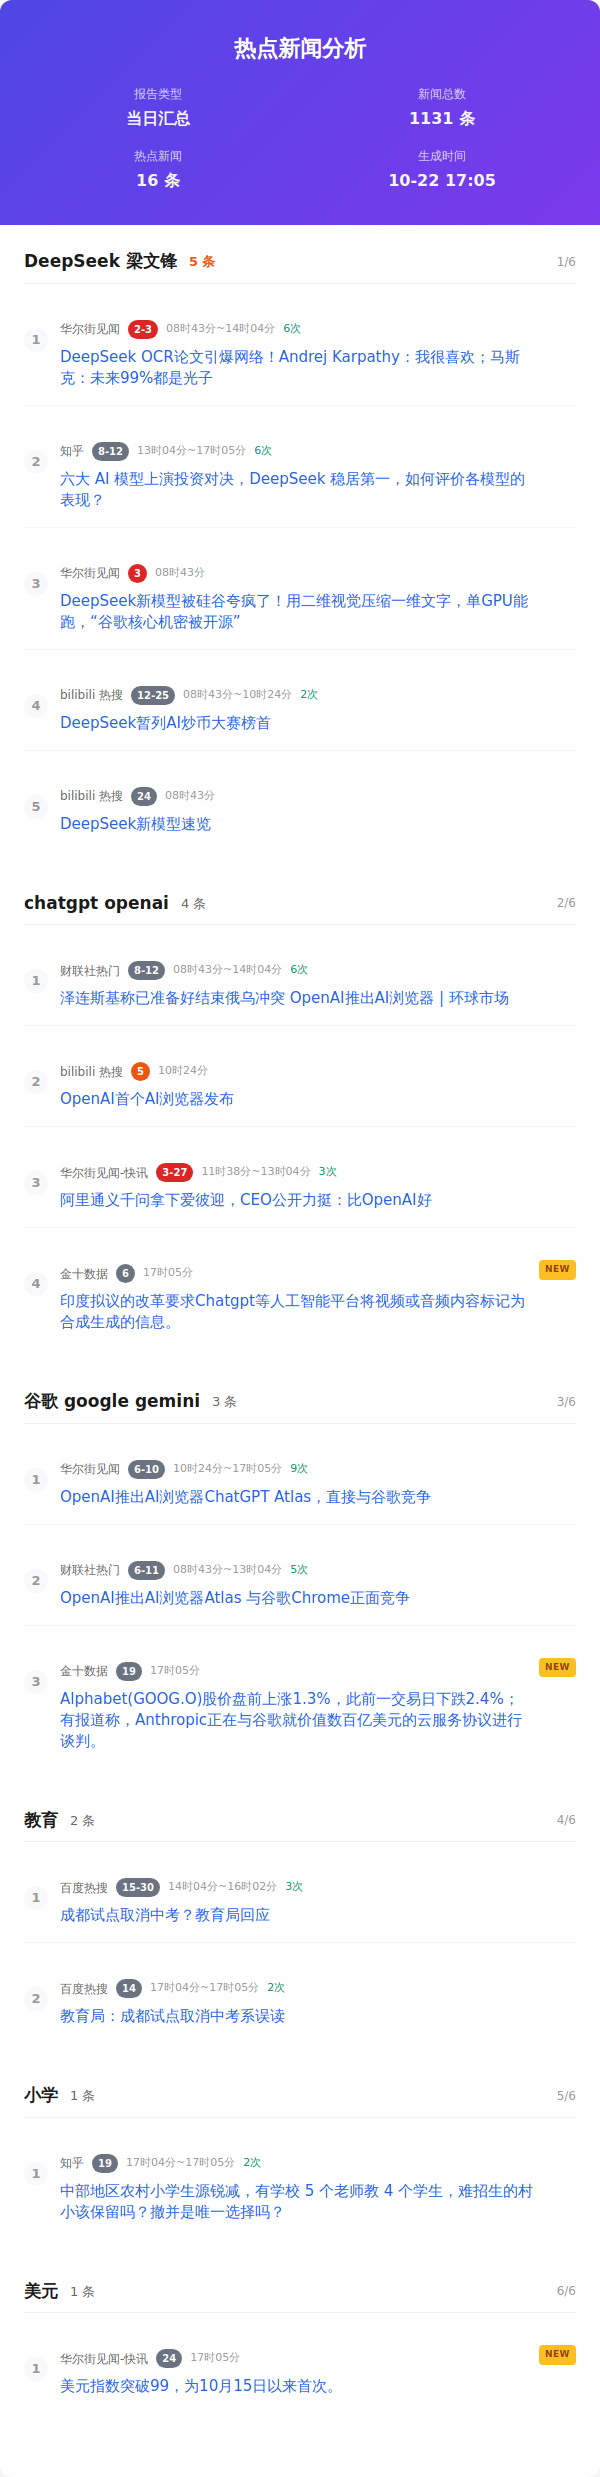 热点新闻分析
报告类型
新闻总数
当日汇总
1131 条
热点新闻
生成时间
16 条
10-22 17:05
DeepSeek 梁文锋 5 条 1/6
1
华尔街见闻 2-3 08时43分~14时04分 6次
DeepSeek OCR论文引爆网络！Andrej Karpathy：我很喜欢；马斯
克：未来99%都是光子
2
知乎 8-12 13时04分~17时05分 6次
六大 AI 模型上演投资对决，DeepSeek 稳居第一，如何评价各模型的
表现？
3
华尔街见闻 3 08时43分
DeepSeek新模型被硅谷夸疯了！用二维视觉压缩一维文字，单GPU能
跑，“谷歌核心机密被开源”
4
bilibili 热搜 12-25 08时43分~10时24分 2次
DeepSeek暂列AI炒币大赛榜首
5
bilibili 热搜 24 08时43分
DeepSeek新模型速览
chatgpt openai 4 条 2/6
1
财联社热门 8-12 08时43分~14时04分 6次
泽连斯基称已准备好结束俄乌冲突 OpenAI推出AI浏览器 | 环球市场
2
bilibili 热搜 5 10时24分
OpenAI首个AI浏览器发布
3
华尔街见闻-快讯 3-27 11时38分~13时04分 3次
阿里通义千问拿下爱彼迎，CEO公开力挺：比OpenAI好
4
金十数据 6 17时05分 NEW
印度拟议的改革要求Chatgpt等人工智能平台将视频或音频内容标记为
合成生成的信息。
谷歌 google gemini 3 条 3/6
1
华尔街见闻 6-10 10时24分~17时05分 9次
OpenAI推出AI浏览器ChatGPT Atlas，直接与谷歌竞争
2
财联社热门 6-11 08时43分~13时04分 5次
OpenAI推出AI浏览器Atlas 与谷歌Chrome正面竞争
3
金十数据 19 17时05分 NEW
Alphabet(GOOG.O)股价盘前上涨1.3%，此前一交易日下跌2.4%；
有报道称，Anthropic正在与谷歌就价值数百亿美元的云服务协议进行
谈判。
教育 2 条 4/6
1
百度热搜 15-30 14时04分~16时02分 3次
成都试点取消中考？教育局回应
2
百度热搜 14 17时04分~17时05分 2次
教育局：成都试点取消中考系误读
小学 1 条 5/6
1
知乎 19 17时04分~17时05分 2次
中部地区农村小学生源锐减，有学校 5 个老师教 4 个学生，难招生的村
小该保留吗？撤并是唯一选择吗？
美元 1 条 6/6
1
华尔街见闻-快讯 24 17时05分 NEW
美元指数突破99，为10月15日以来首次。